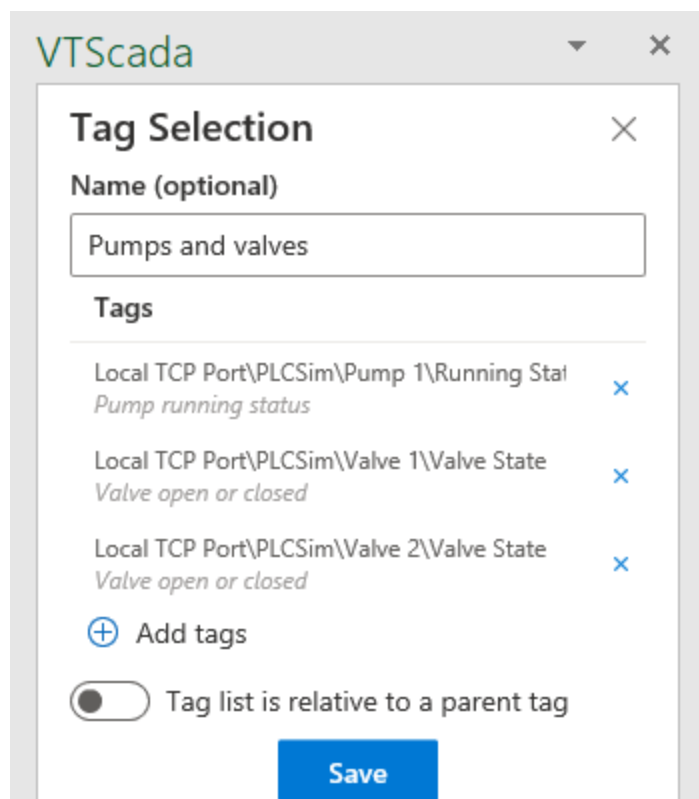 VTScada
Tag Selection
Name (optional)
Pumps and valves
Tags
Local TCP Port\PLCSim\Pump 1\Running Stat
Pump running status
Local TCP Port\PLCSim\Valve 1\Valve State
Valve open or closed
Local TCP Port\PLCSim\Valve 2\Valve State
Valve open or closed
Add tags
Tag list is relative to a parent tag
Save